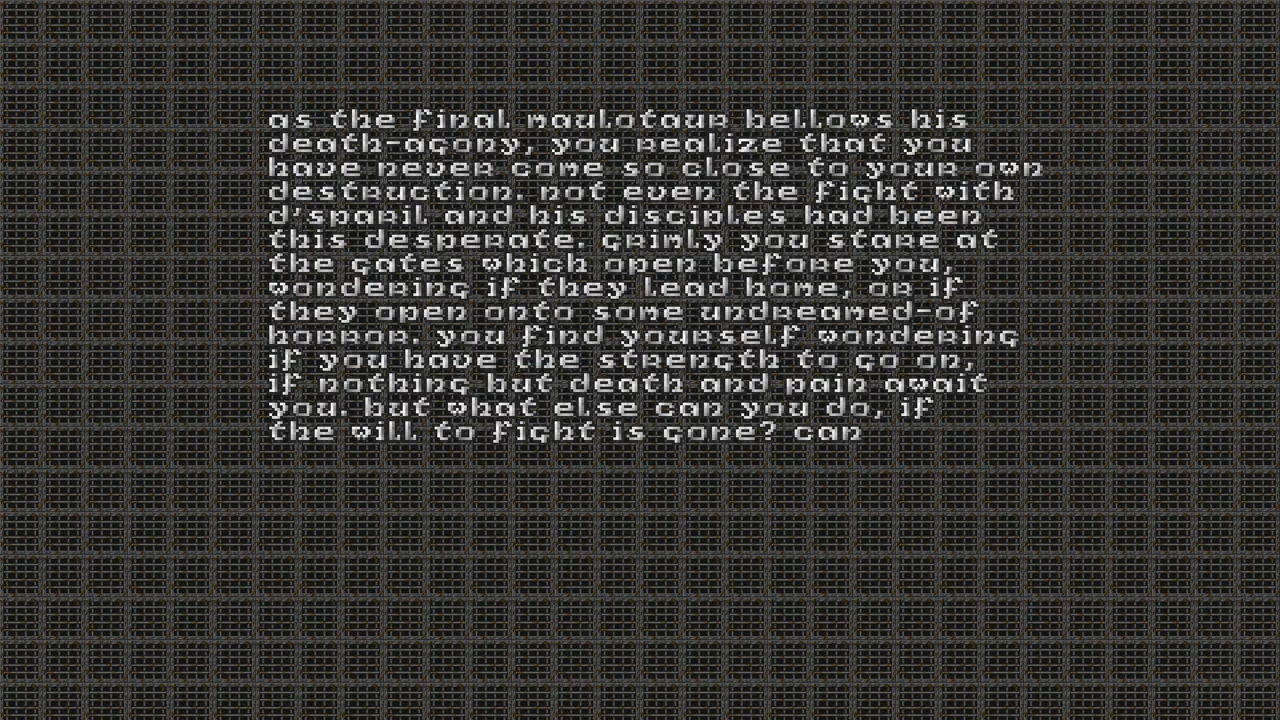 as the final maulotaur bellows his
death-agony, you realize that you
have never come so close to your own
destruction. not even the fight with
d'sparil and his disciples had been
this desperate. grimly you stare at
the gates which open before you,
wondering if they lead home, or if
they open onto some undreamed-of
horror. you find yourself wondering
if you have the strength to go on,
if nothing but death and pain await
you. but what else can you do, if
the will to fight is gone? can